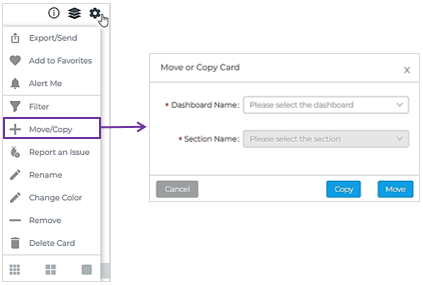 Export/Send
Add to Favorites
Alert Me
Filter
Move/Copy
Report an Issue
Rename
Change Color
Remove
Delete Card
Move or Copy Card
x
* Dashboard Name: Please select the dashboard
* Section Name: Please select the section
Cancel
Copy
Move